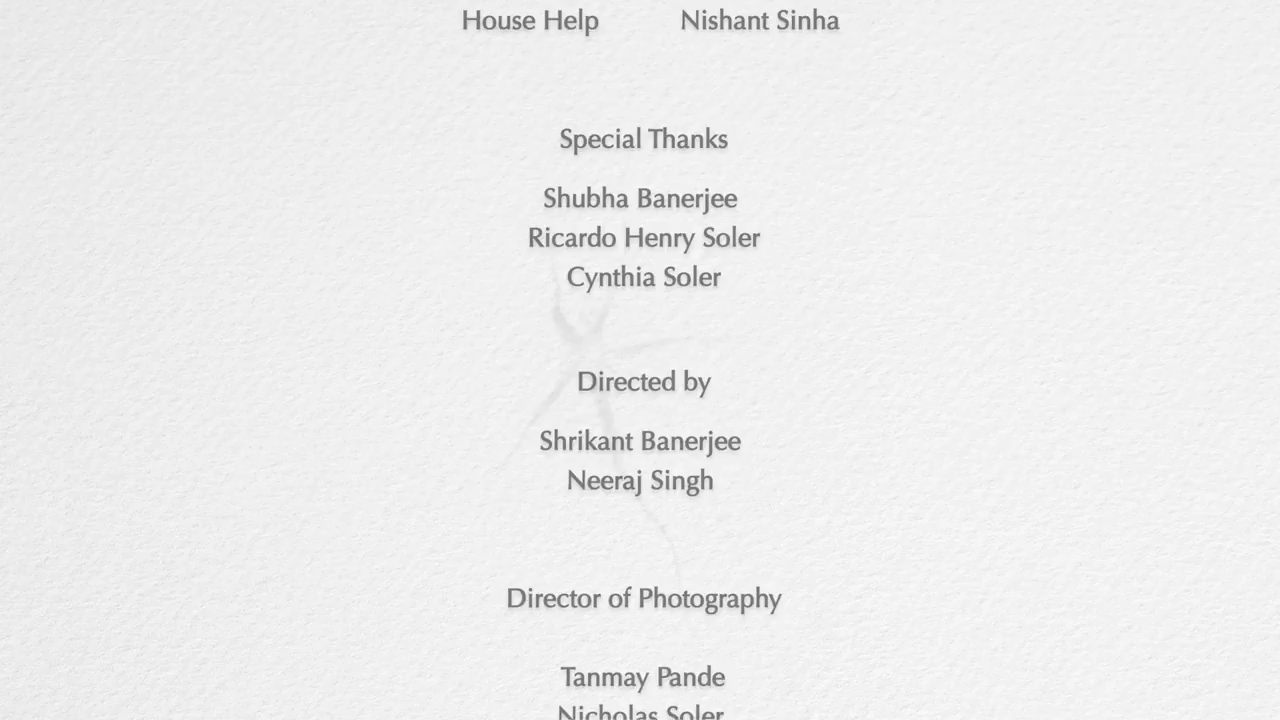 House Help Nishant Sinha
Special Thanks
Shubha Banerjee
Ricardo Henry Soler
Cynthia Soler
Directed by
Shrikant Banerjee
Neeraj Singh
Director of Photography
Tanmay Pande
Nicholas Soler